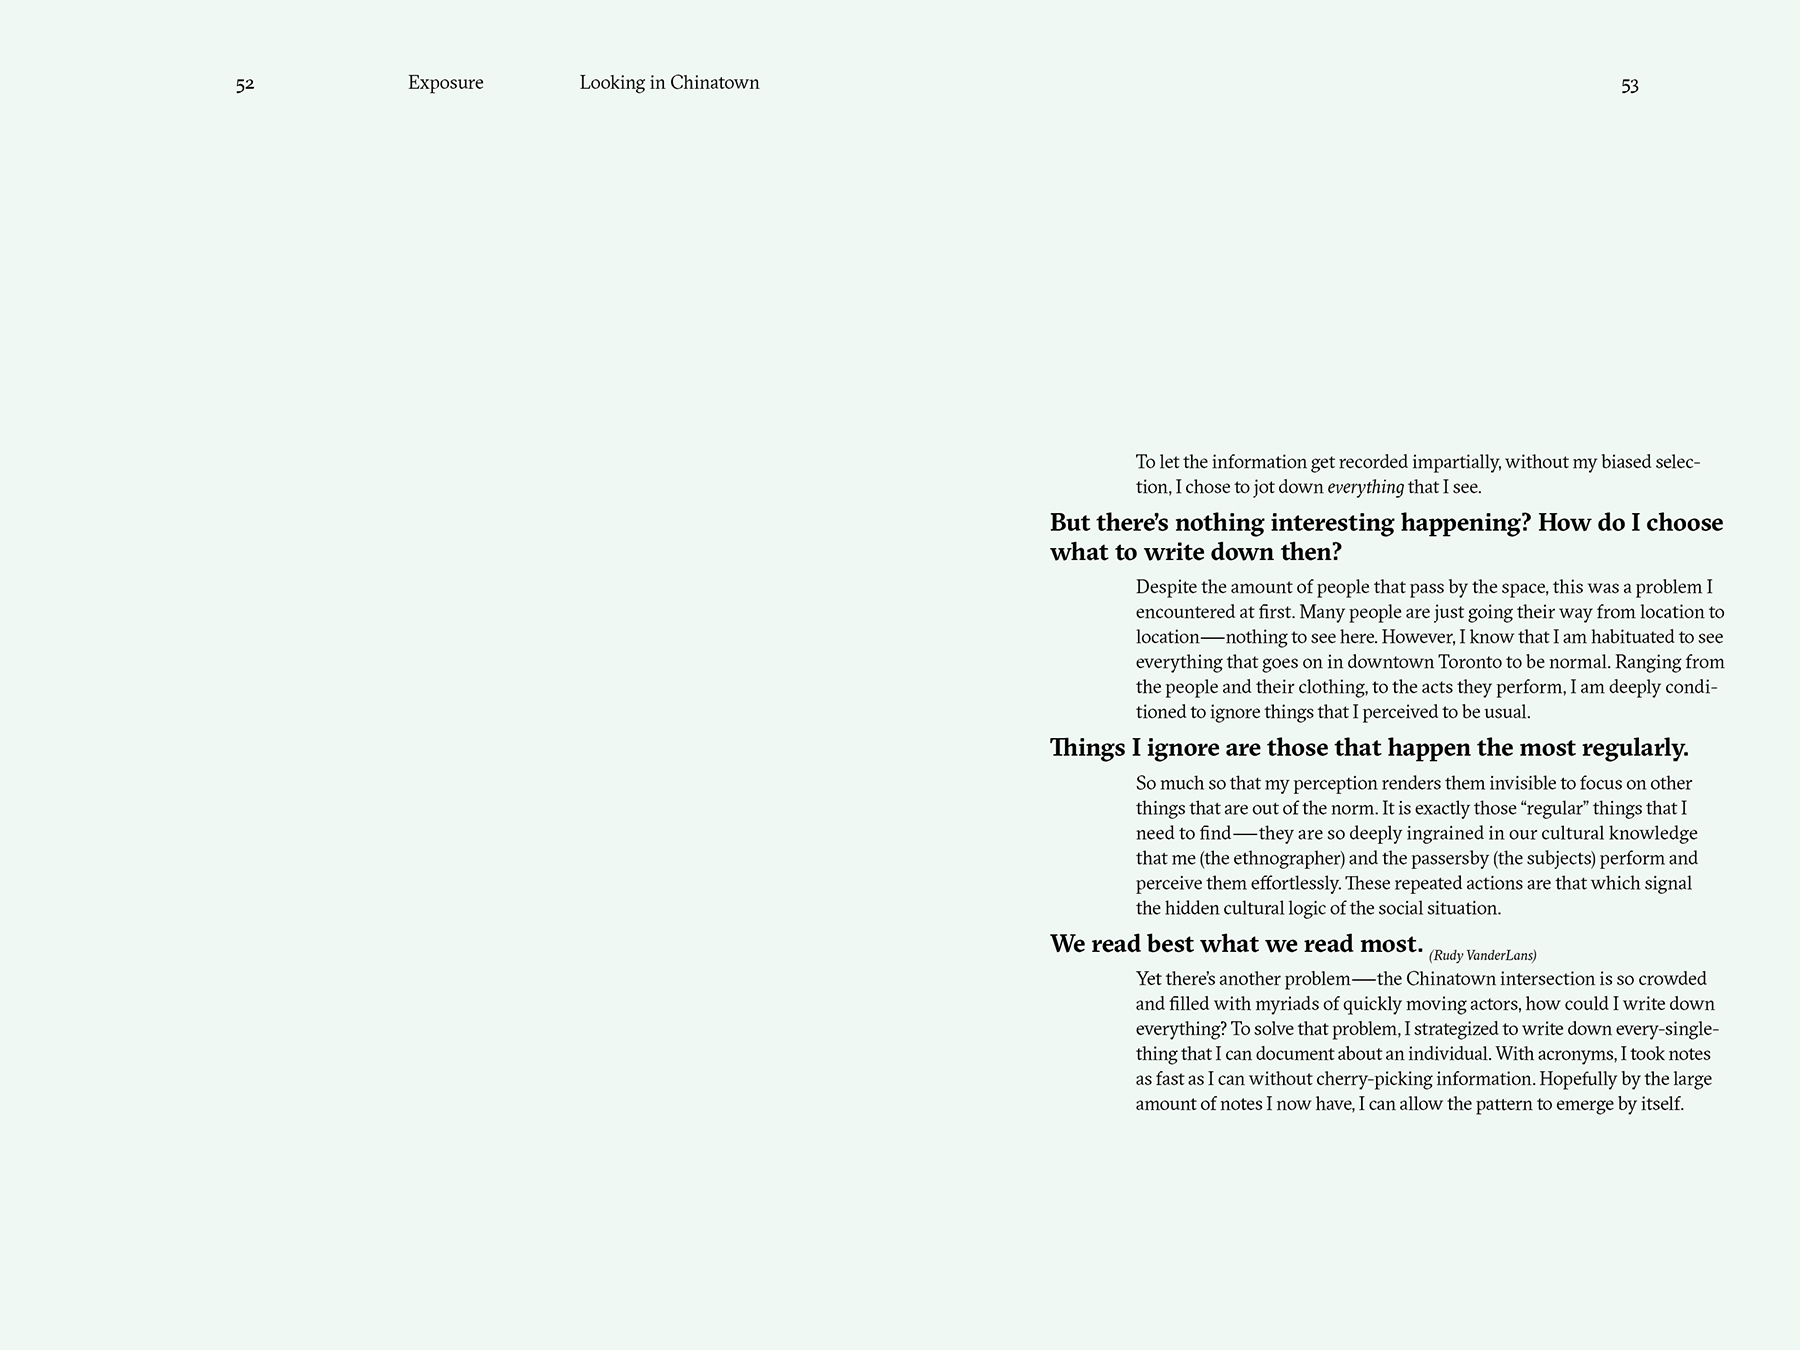 52 Exposure Looking in Chinatown 53
To let the information get recorded impartially, without my biased selec-
tion, I chose to jot down everything that I see.
But there’s nothing interesting happening? How do I choose
what to write down then?
Despite the amount of people that pass by the space, this was a problem I
encountered at first. Many people are just going their way from location to
location—nothing to see here. However, I know that I am habituated to see
everything that goes on in downtown Toronto to be normal. Ranging from
the people and their clothing, to the acts they perform, I am deeply condi-
tioned to ignore things that I perceived to be usual.
Things I ignore are those that happen the most regularly.
So much so that my perception renders them invisible to focus on other
things that are out of the norm. It is exactly those “regular” things that I
need to find—they are so deeply ingrained in our cultural knowledge
that me (the ethnographer) and the passersby (the subjects) perform and
perceive them effortlessly. These repeated actions are that which signal
the hidden cultural logic of the social situation.
We read best what we read most. (Rudy VanderLans)
Yet there’s another problem—the Chinatown intersection is so crowded
and filled with myriads of quickly moving actors, how could I write down
everything? To solve that problem, I strategized to write down every-single-
thing that I can document about an individual. With acronyms, I took notes
as fast as I can without cherry-picking information. Hopefully by the large
amount of notes I now have, I can allow the pattern to emerge by itself.